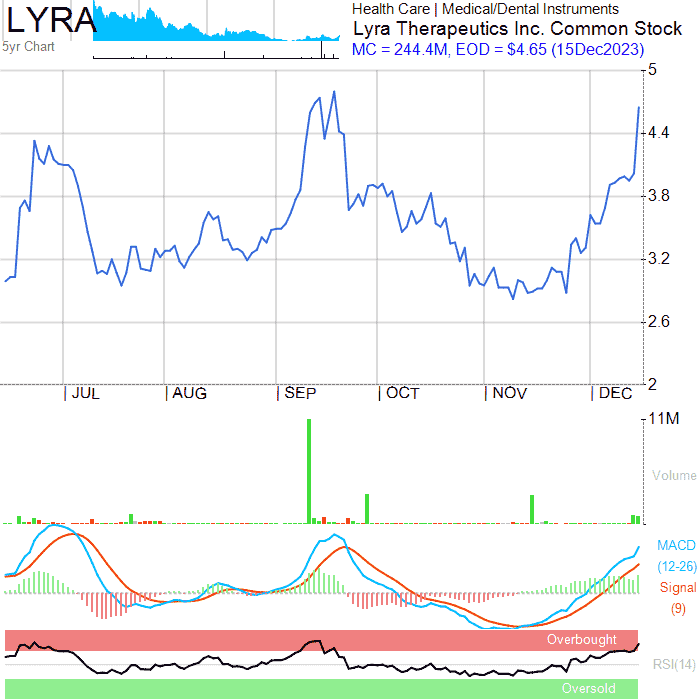 LYRA
5yr Chart
Health Care | Medical/Dental Instruments
Lyra Therapeutics Inc. Common Stock
MC = 244.4M, EOD = $4.65 (15Dec2023)
5
4.4
3.8
3.2
2.6
2
JUL
AUG
SEP
OCT
NOV
DEC
11M
Volume
MACD
(12-26)
Signal
(9)
Overbought
RSI(14)
Oversold